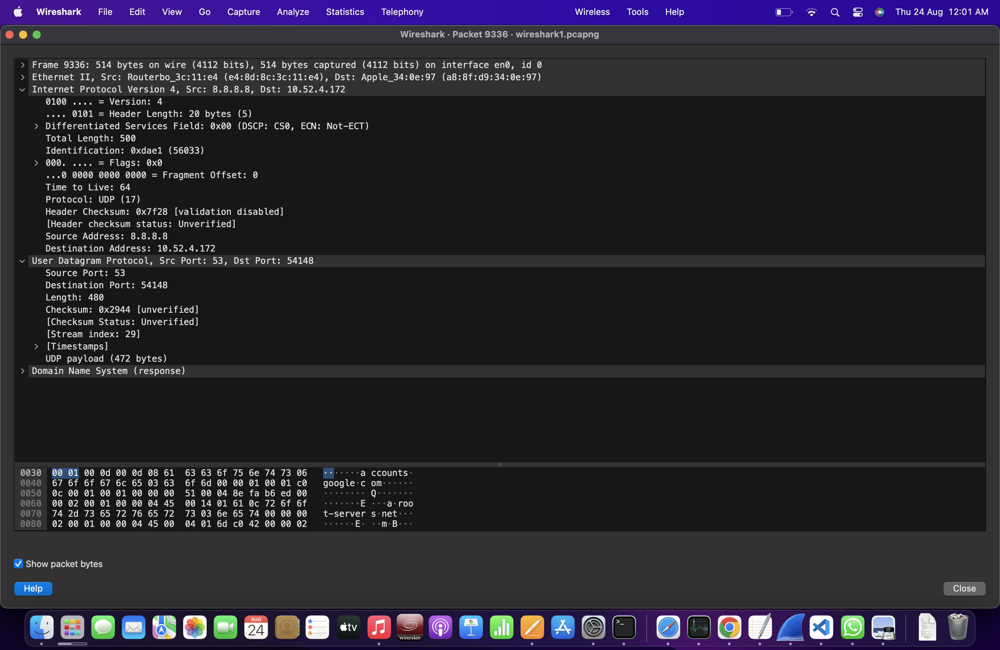 Wireshark File Edit View Go Capture Analyze Statistics Telephony Wireless Tools Help Thu 24 Aug 12:01 AM
Wireshark · Packet 9336 · wireshark1.pcapng
Frame 9336: 514 bytes on wire (4112 bits), 514 bytes captured (4112 bits) on interface en0, id 0
Ethernet II, Src: Routerbo_3c:11:e4 (e4:8d:8c:3c:11:e4), Dst: Apple_34:0e:97 (a8:8f:d9:34:0e:97)
Internet Protocol Version 4, Src: 8.8.8.8, Dst: 10.52.4.172
0100 .... = Version: 4
.... 0101 = Header Length: 20 bytes (5)
Differentiated Services Field: 0x00 (DSCP: CS0, ECN: Not-ECT)
Total Length: 500
Identification: 0xdae1 (56033)
000. .... = Flags: 0x0
...0 0000 0000 0000 = Fragment Offset: 0
Time to Live: 64
Protocol: UDP (17)
Header Checksum: 0x7f28 [validation disabled]
[Header checksum status: Unverified]
Source Address: 8.8.8.8
Destination Address: 10.52.4.172
User Datagram Protocol, Src Port: 53, Dst Port: 54148
Source Port: 53
Destination Port: 54148
Length: 480
Checksum: 0x2944 [unverified]
[Checksum Status: Unverified]
[Stream index: 29]
[Timestamps]
UDP payload (472 bytes)
Domain Name System (response)
0030 00 01 00 0d 00 0d 08 61 63 63 6f 75 6e 74 73 06 ·······a ccounts·
0040 67 6f 6f 67 6c 65 03 63 6f 6d 00 00 01 00 01 c0 google·c om······
0050 0c 00 01 00 01 00 00 00 51 00 04 8e fa b6 ed 00 ········ Q·······
0060 00 02 00 01 00 00 04 45 00 14 01 61 0c 72 6f 6f ·······E ···a·roo
0070 74 2d 73 65 72 76 65 72 73 03 6e 65 74 00 00 00 t-server s·net···
0080 02 00 01 00 00 04 45 00 04 01 6d c0 42 00 00 02 ······E· ··m·B···
Show packet bytes
Help
Close
AUG
24
tv
Wineskin
>_
PDF